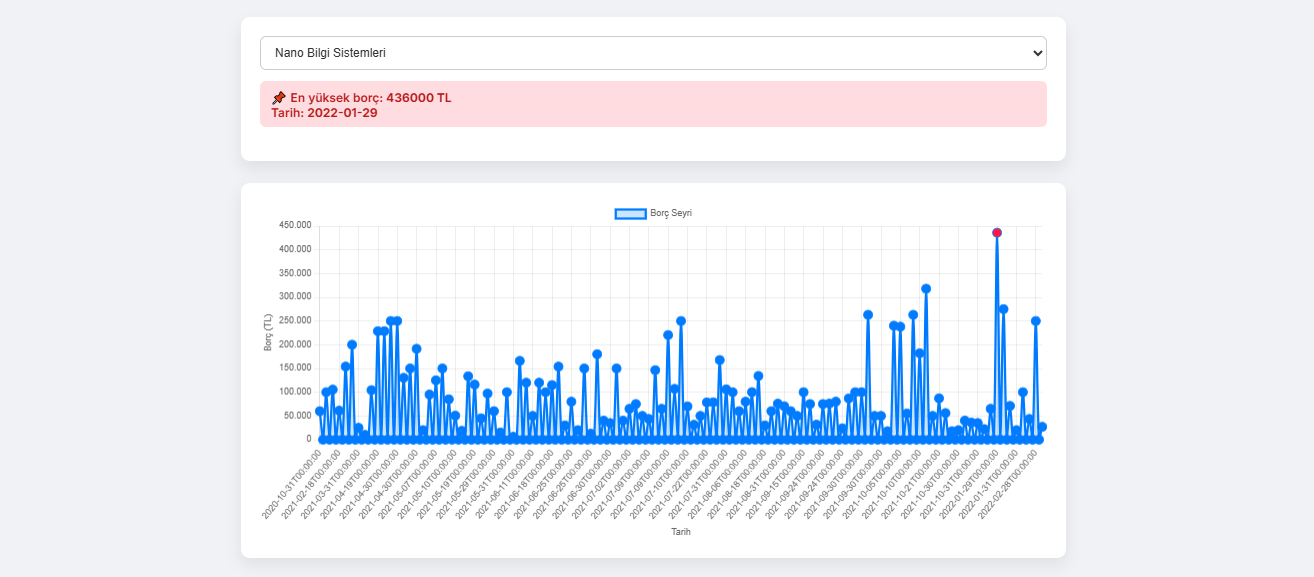 Nano Bilgi Sistemleri
📌 En yüksek borç: 436000 TL
Tarih: 2022-01-29
Borç Seyri
450.000
400.000
350.000
300.000
250.000
200.000
150.000
100.000
50.000
0
Borç (TL)
2020-10-31T00:00:00
2021-02-18T00:00:00
2021-03-31T00:00:00
2021-04-19T00:00:00
2021-04-30T00:00:00
2021-04-30T00:00:00
2021-05-07T00:00:00
2021-05-10T00:00:00
2021-05-19T00:00:00
2021-05-29T00:00:00
2021-05-31T00:00:00
2021-06-11T00:00:00
2021-06-18T00:00:00
2021-06-25T00:00:00
2021-06-30T00:00:00
2021-07-02T00:00:00
2021-07-09T00:00:00
2021-07-09T00:00:00
2021-07-10T00:00:00
2021-07-22T00:00:00
2021-07-31T00:00:00
2021-08-06T00:00:00
2021-08-18T00:00:00
2021-08-31T00:00:00
2021-09-15T00:00:00
2021-09-24T00:00:00
2021-09-24T00:00:00
2021-09-30T00:00:00
2021-09-30T00:00:00
2021-10-05T00:00:00
2021-10-10T00:00:00
2021-10-21T00:00:00
2021-10-30T00:00:00
2021-10-31T00:00:00
2022-01-29T00:00:00
2022-01-31T00:00:00
2022-02-28T00:00:00
Tarih